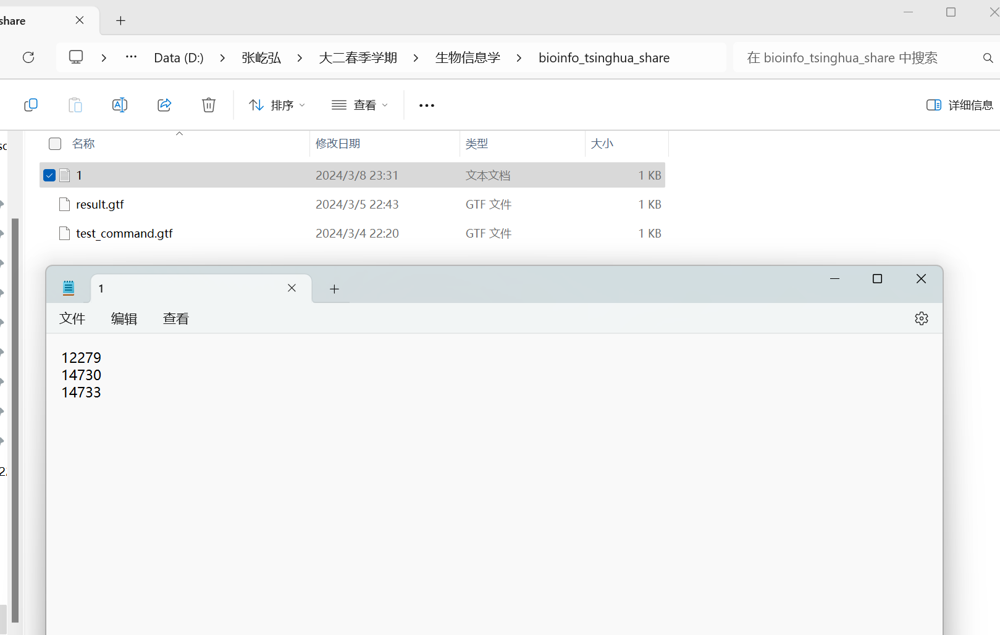 share
Data (D:) 张屹弘 大二春季学期 生物信息学 bioinfo_tsinghua_share 在 bioinfo_tsinghua_share 中搜索
排序 查看 详细信息
名称 修改日期 类型 大小
1 2024/3/8 23:31 文本文档 1 KB
result.gtf 2024/3/5 22:43 GTF 文件 1 KB
test_command.gtf 2024/3/4 22:20 GTF 文件 1 KB
1
文件 编辑 查看
12279
14730
14733